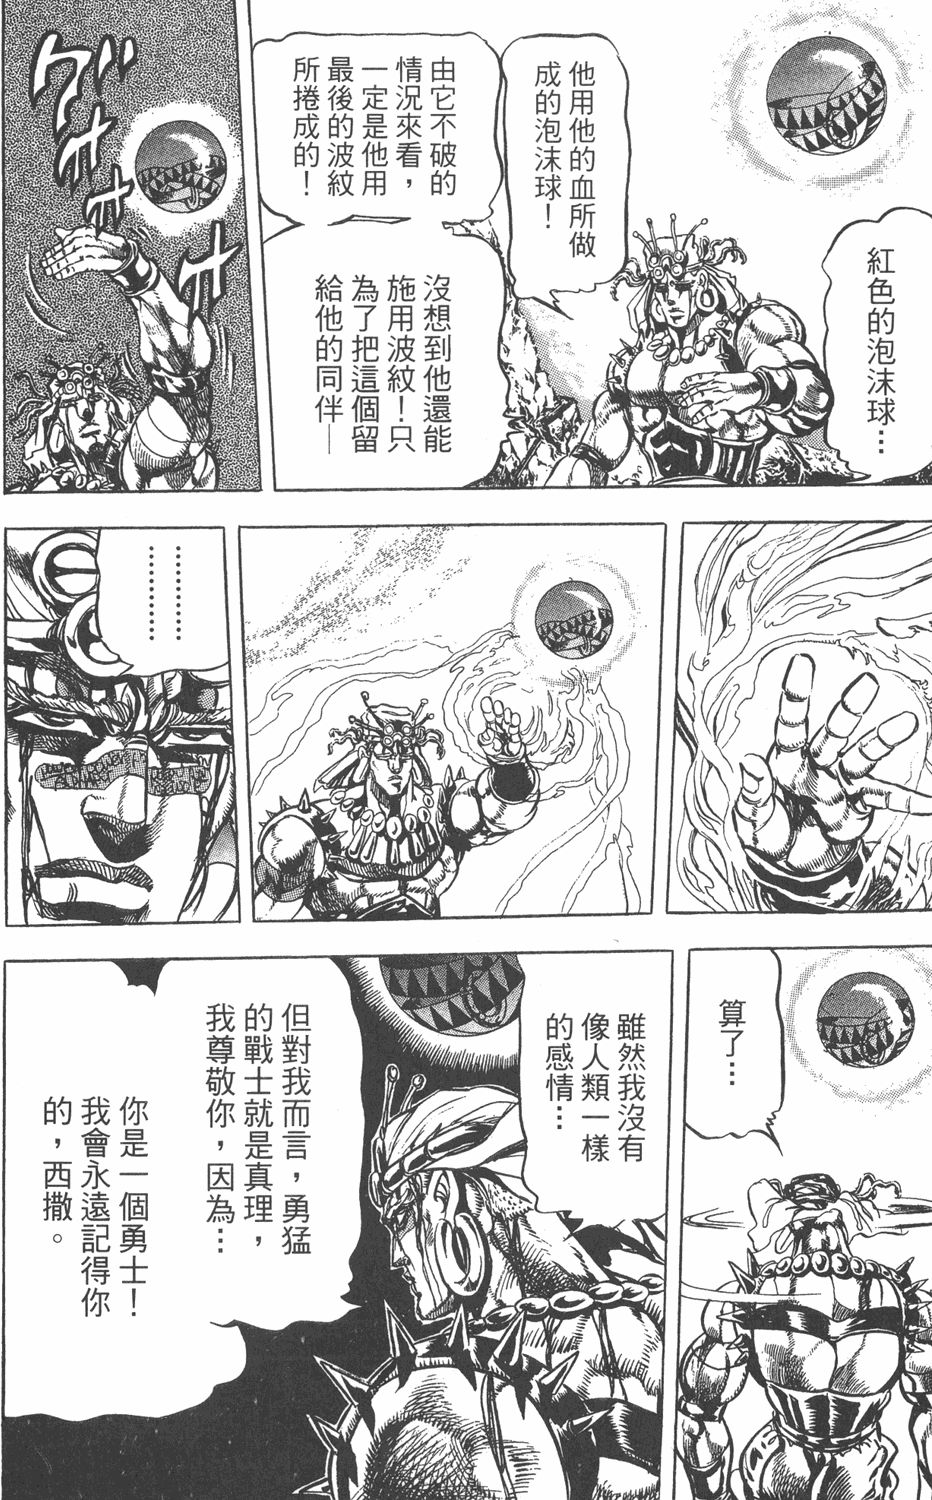 紅色的泡沫球…
他用他的血所做
成的泡沫球！
由它不破的
情況來看，
一定是他用
最後的波紋
所捲成的！
沒想到他還能
施用波紋！只
為了把這個留
給他的同伴—
グググ
…………
…………
算了…
雖然我沒有
像人類一樣
的感情…
但對我而言，勇猛
的戰士就是真理，
我尊敬你，因為…
你是一個勇士！
我會永遠記得你
的，西撒。